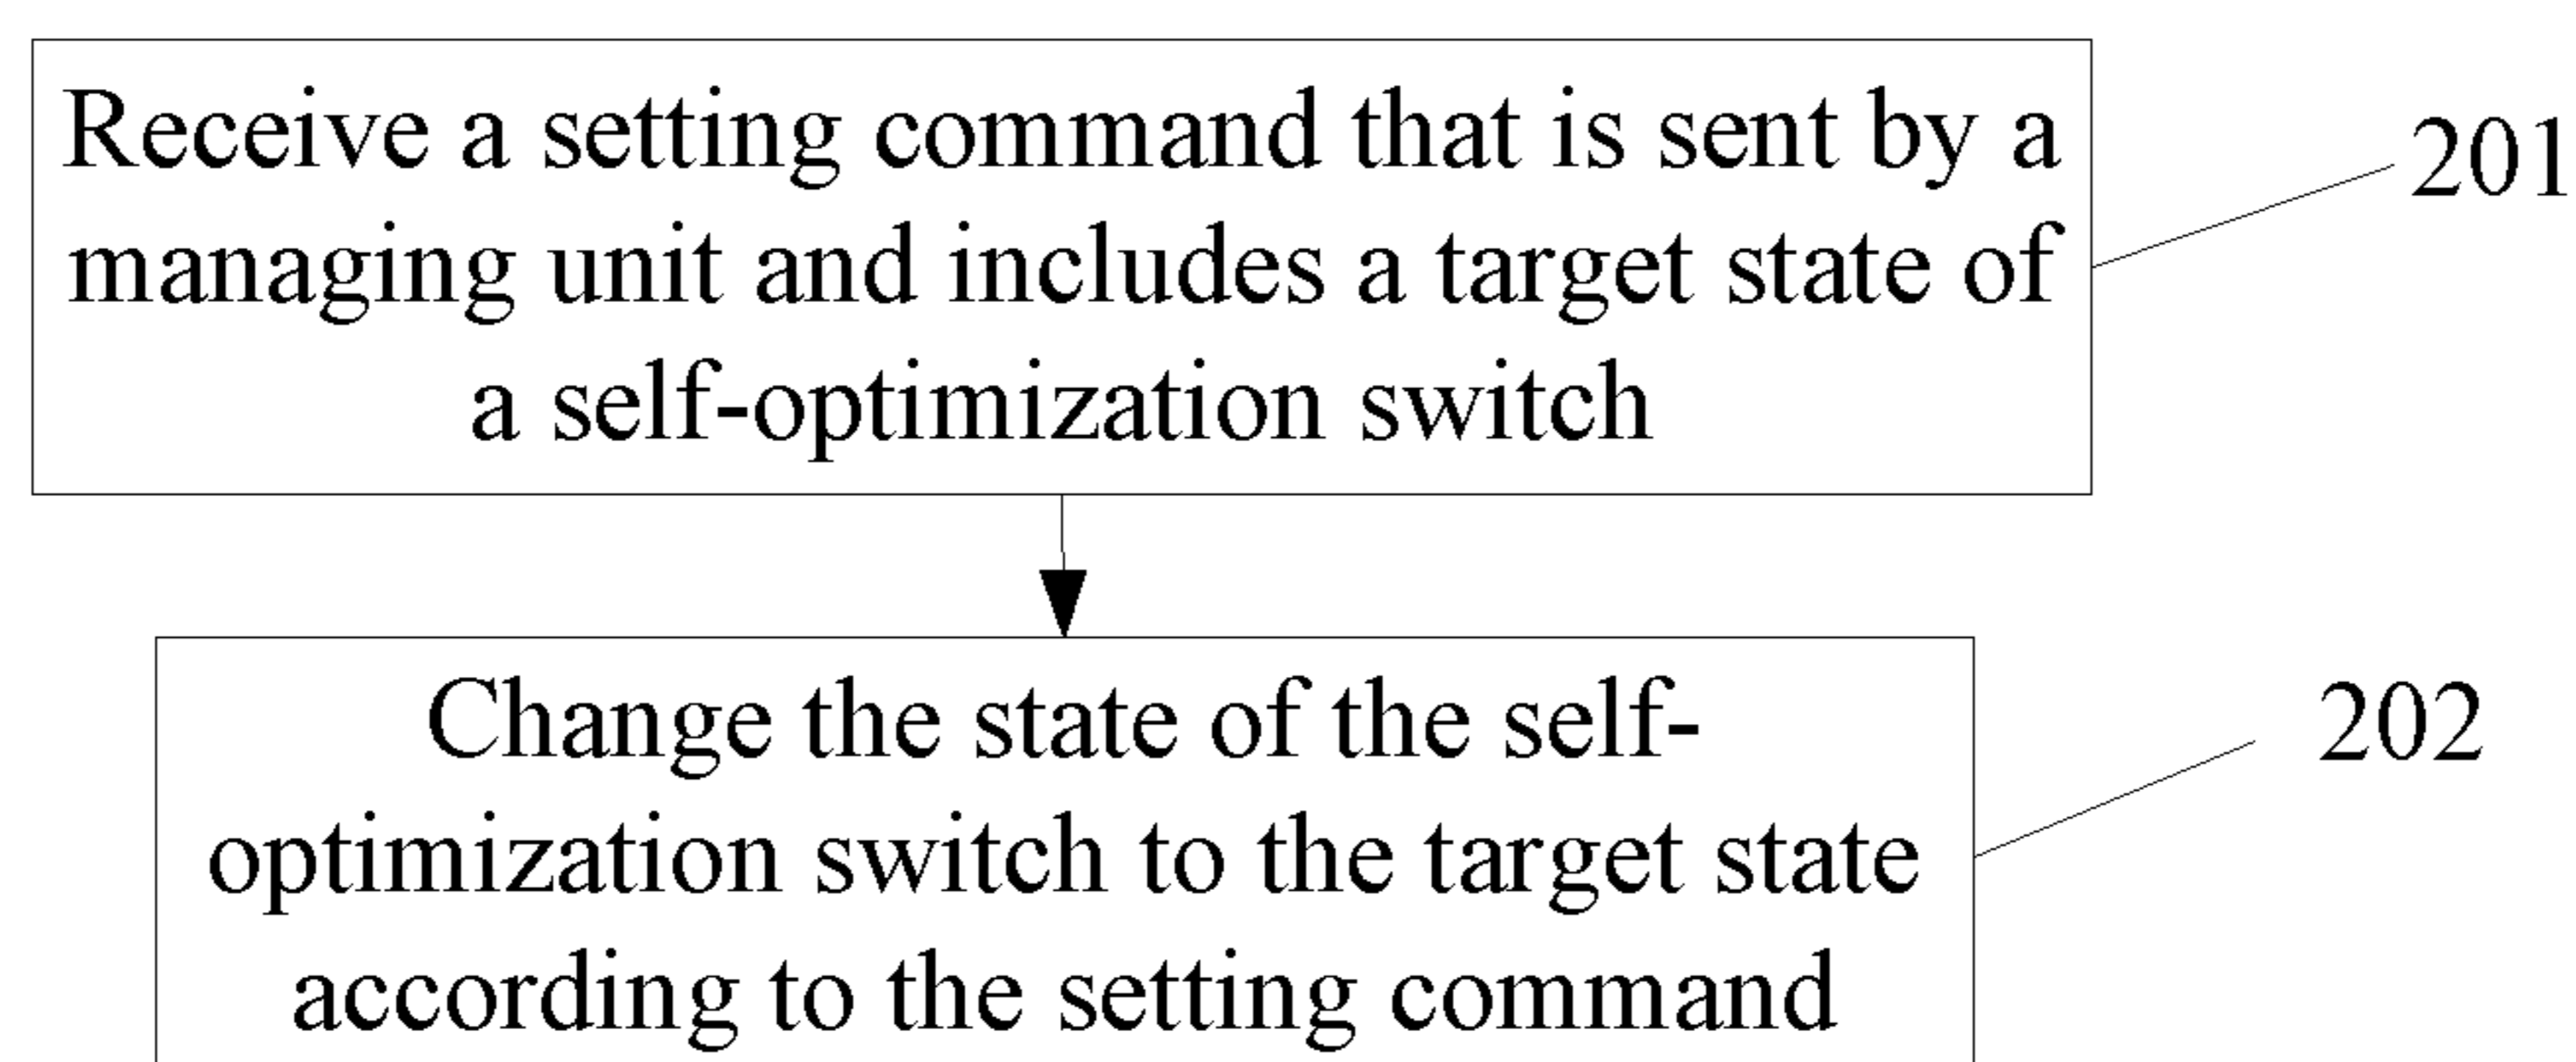 Receive a setting command that is sent by a
managing unit and includes a target state of
a self-optimization switch
201
Change the state of the self-
optimization switch to the target state
according to the setting command
202